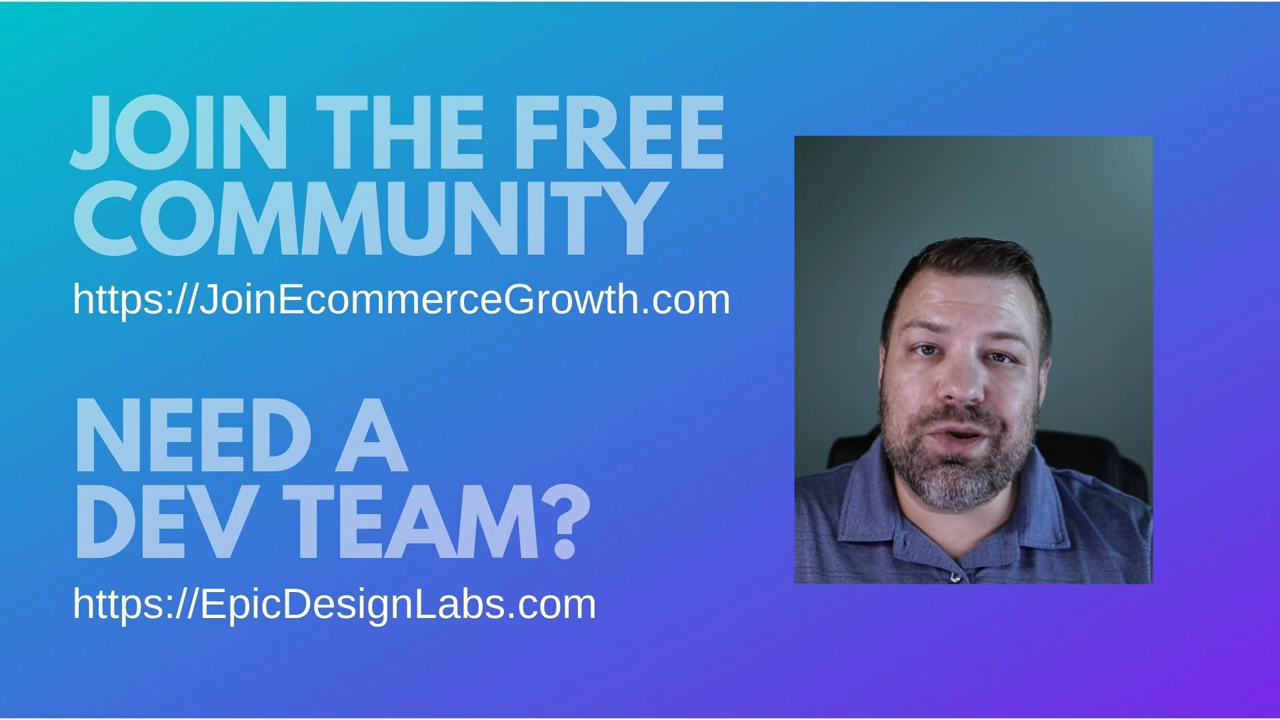 JOIN THE FREE
COMMUNITY
https://JoinEcommerceGrowth.com
NEED A
DEV TEAM?
https://EpicDesignLabs.com